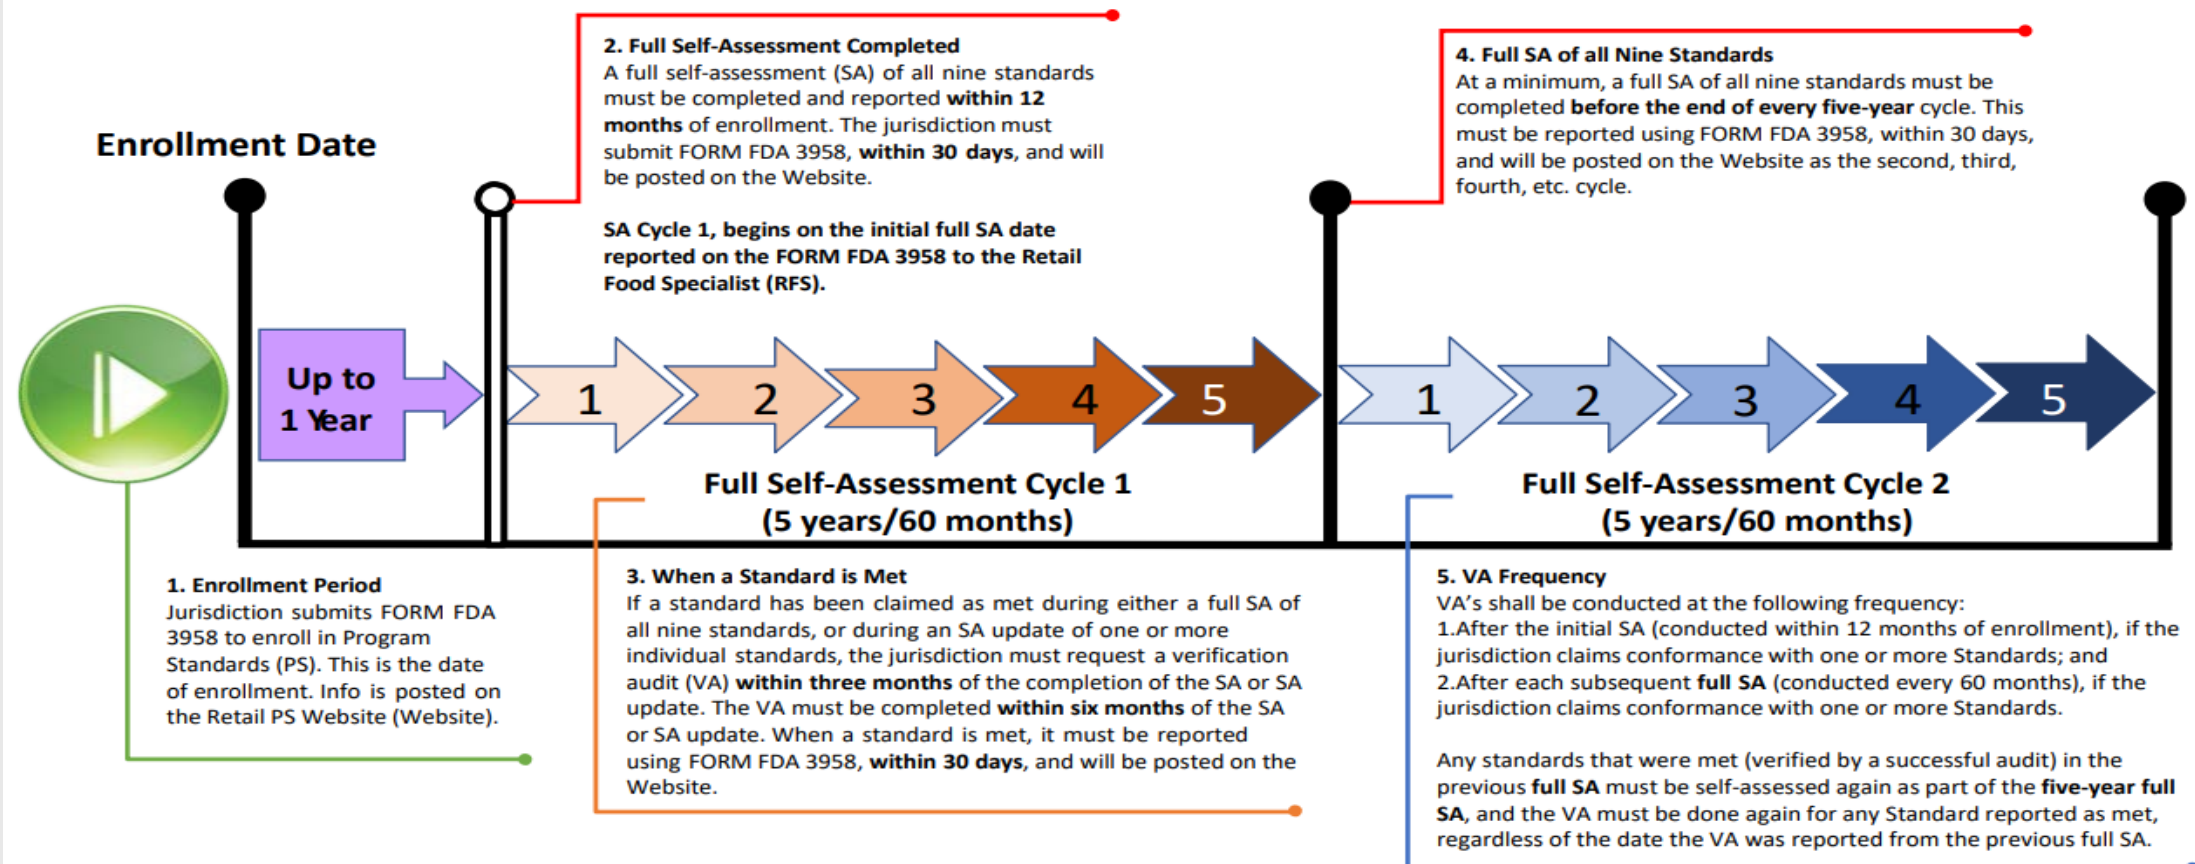 Enrollment Date
2. Full Self-Assessment Completed
A full self-assessment (SA) of all nine standards
must be completed and reported within 12
months of enrollment. The jurisdiction must
submit FORM FDA 3958, within 30 days, and will
be posted on the Website.
SA Cycle 1, begins on the initial full SA date
reported on the FORM FDA 3958 to the Retail
Food Specialist (RFS).
4. Full SA of all Nine Standards
At a minimum, a full SA of all nine standards must be
completed before the end of every five-year cycle. This
must be reported using FORM FDA 3958, within 30 days,
and will be posted on the Website as the second, third,
fourth, etc. cycle.
Up to
1 Year
1
2
3
4
5
1
2
3
4
5
Full Self-Assessment Cycle 1
(5 years/60 months)
Full Self-Assessment Cycle 2
(5 years/60 months)
1. Enrollment Period
Jurisdiction submits FORM FDA
3958 to enroll in Program
Standards (PS). This is the date
of enrollment. Info is posted on
the Retail PS Website (Website).
3. When a Standard is Met
If a standard has been claimed as met during either a full SA of
all nine standards, or during an SA update of one or more
individual standards, the jurisdiction must request a verification
audit (VA) within three months of the completion of the SA or SA
update. The VA must be completed within six months of the SA
or SA update. When a standard is met, it must be reported
using FORM FDA 3958, within 30 days, and will be posted on the
Website.
5. VA Frequency
VA's shall be conducted at the following frequency:
1.After the initial SA (conducted within 12 months of enrollment), if the
jurisdiction claims conformance with one or more Standards; and
2.After each subsequent full SA (conducted every 60 months), if the
jurisdiction claims conformance with one or more Standards.
Any standards that were met (verified by a successful audit) in the
previous full SA must be self-assessed again as part of the five-year full
SA, and the VA must be done again for any Standard reported as met,
regardless of the date the VA was reported from the previous full SA.